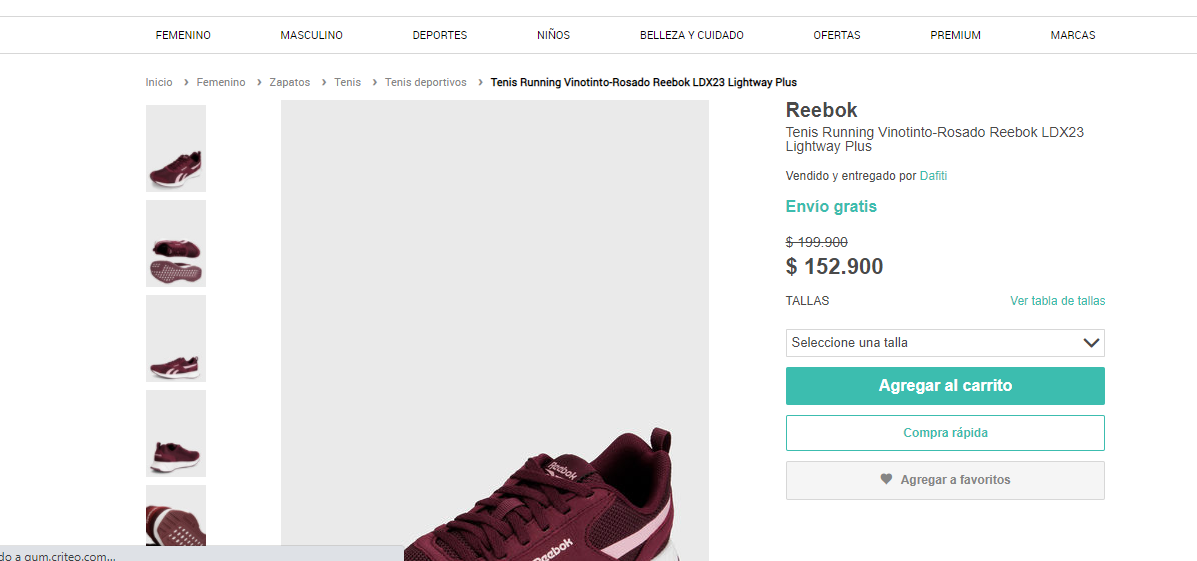 FEMENINO MASCULINO DEPORTES NIÑOS BELLEZA Y CUIDADO OFERTAS PREMIUM MARCAS
Inicio > Femenino > Zapatos > Tenis > Tenis deportivos > Tenis Running Vinotinto-Rosado Reebok LDX23 Lightway Plus
Reebok
Tenis Running Vinotinto-Rosado Reebok LDX23
Lightway Plus
Vendido y entregado por Dafiti
Envío gratis
$ 199.900
$ 152.900
TALLAS Ver tabla de tallas
Seleccione una talla
Agregar al carrito
Compra rápida
Agregar a favoritos
Reebok
Reebok
do a gum.criteo.com...